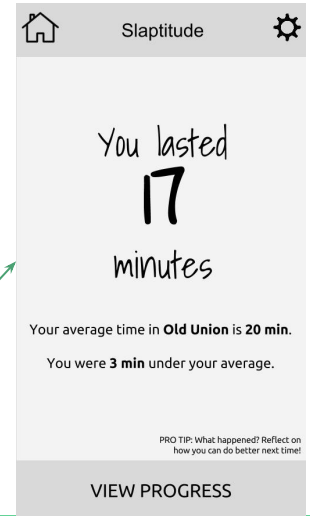 Slaptitude
You lasted
17
minutes
Your average time in Old Union is 20 min.
You were 3 min under your average.
PRO TIP: What happened? Reflect on
how you can do better next time!
VIEW PROGRESS